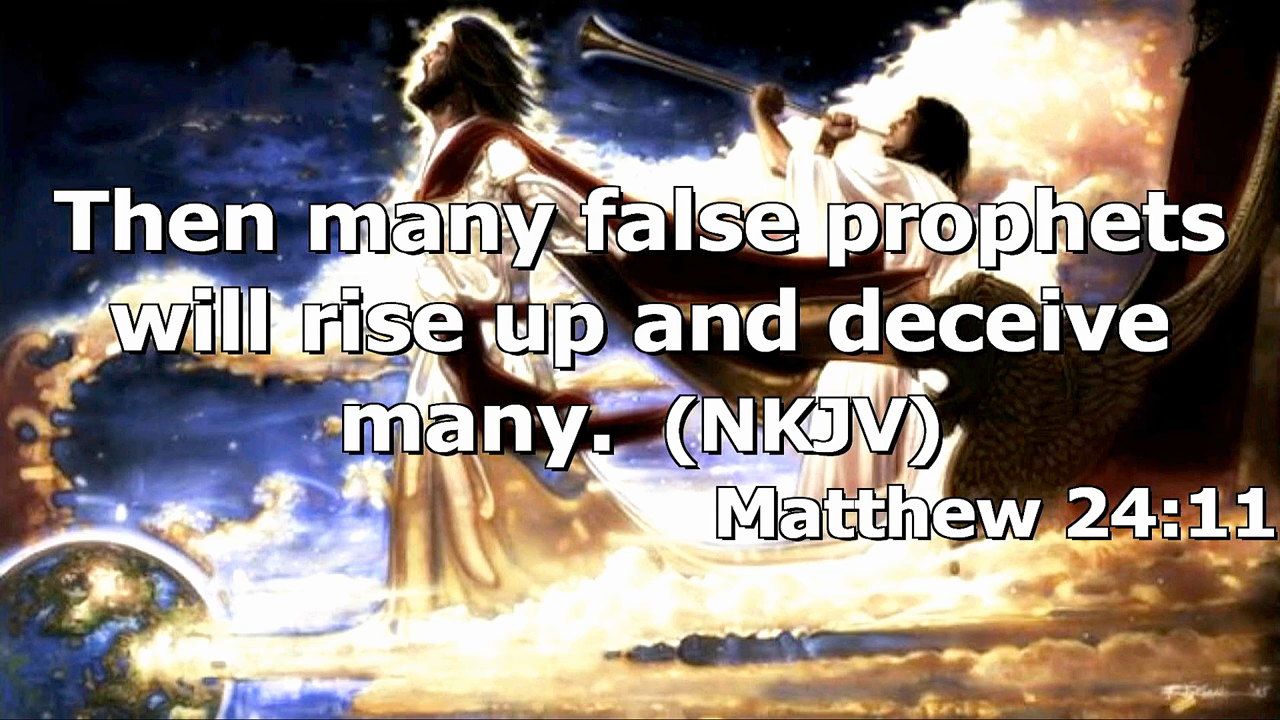 Then many false prophets
will rise up and deceive
many. (NKJV)
Matthew 24:11